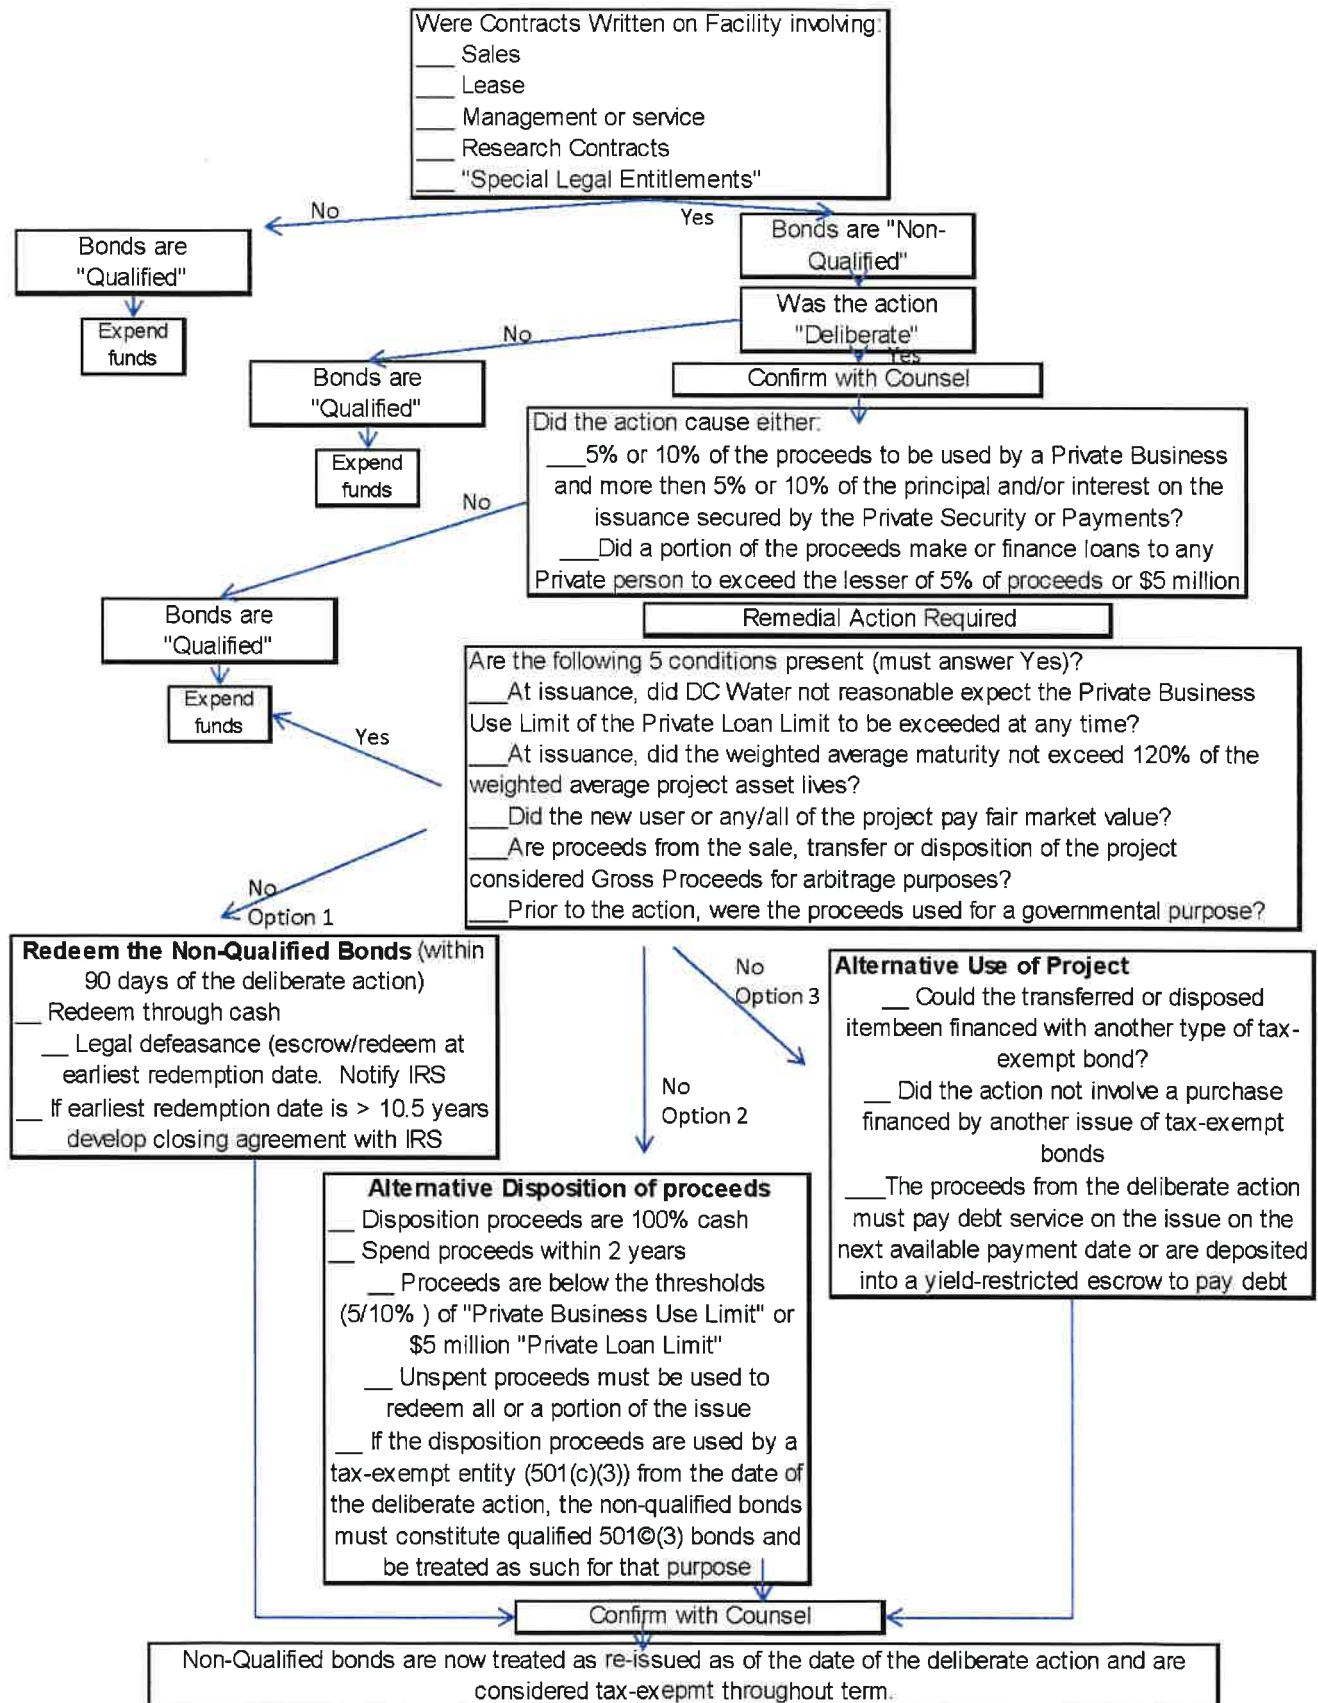 Were Contracts Written on Facility involving:
___ Sales
___ Lease
___ Management or service
___ Research Contracts
___ "Special Legal Entitlements"
No
Yes
Bonds are
"Qualified"
Expend
funds
Bonds are "Non-
Qualified"
Was the action
"Deliberate"
No
Yes
Bonds are
"Qualified"
Expend
funds
Confirm with Counsel
Did the action cause either:
___5% or 10% of the proceeds to be used by a Private Business
and more then 5% or 10% of the principal and/or interest on the
issuance secured by the Private Security or Payments?
___Did a portion of the proceeds make or finance loans to any
Private person to exceed the lesser of 5% of proceeds or $5 million
No
Bonds are
"Qualified"
Expend
funds
Remedial Action Required
Are the following 5 conditions present (must answer Yes)?
___At issuance, did DC Water not reasonable expect the Private Business
Use Limit of the Private Loan Limit to be exceeded at any time?
___At issuance, did the weighted average maturity not exceed 120% of the
weighted average project asset lives?
___Did the new user or any/all of the project pay fair market value?
___Are proceeds from the sale, transfer or disposition of the project
considered Gross Proceeds for arbitrage purposes?
___Prior to the action, were the proceeds used for a governmental purpose?
Yes
No
Option 1
Redeem the Non-Qualified Bonds (within
90 days of the deliberate action)
__ Redeem through cash
__ Legal defeasance (escrow/redeem at
earliest redemption date. Notify IRS
__ If earliest redemption date is > 10.5 years
develop closing agreement with IRS
No
Option 2
Alternative Disposition of proceeds
__ Disposition proceeds are 100% cash
__ Spend proceeds within 2 years
__ Proceeds are below the thresholds
(5/10% ) of "Private Business Use Limit" or
$5 million "Private Loan Limit"
__ Unspent proceeds must be used to
redeem all or a portion of the issue
__ If the disposition proceeds are used by a
tax-exempt entity (501(c)(3)) from the date of
the deliberate action, the non-qualified bonds
must constitute qualified 501©(3) bonds and
be treated as such for that purpose
No
Option 3
Alternative Use of Project
__ Could the transferred or disposed
itembeen financed with another type of tax-
exempt bond?
__ Did the action not involve a purchase
financed by another issue of tax-exempt
bonds
___The proceeds from the deliberate action
must pay debt service on the issue on the
next available payment date or are deposited
into a yield-restricted escrow to pay debt
Confirm with Counsel
Non-Qualified bonds are now treated as re-issued as of the date of the deliberate action and are
considered tax-exepmt throughout term.